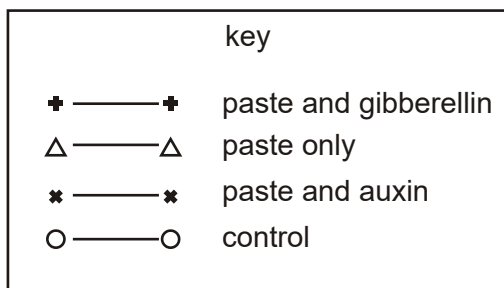 key
paste and gibberellin
paste only
paste and auxin
control